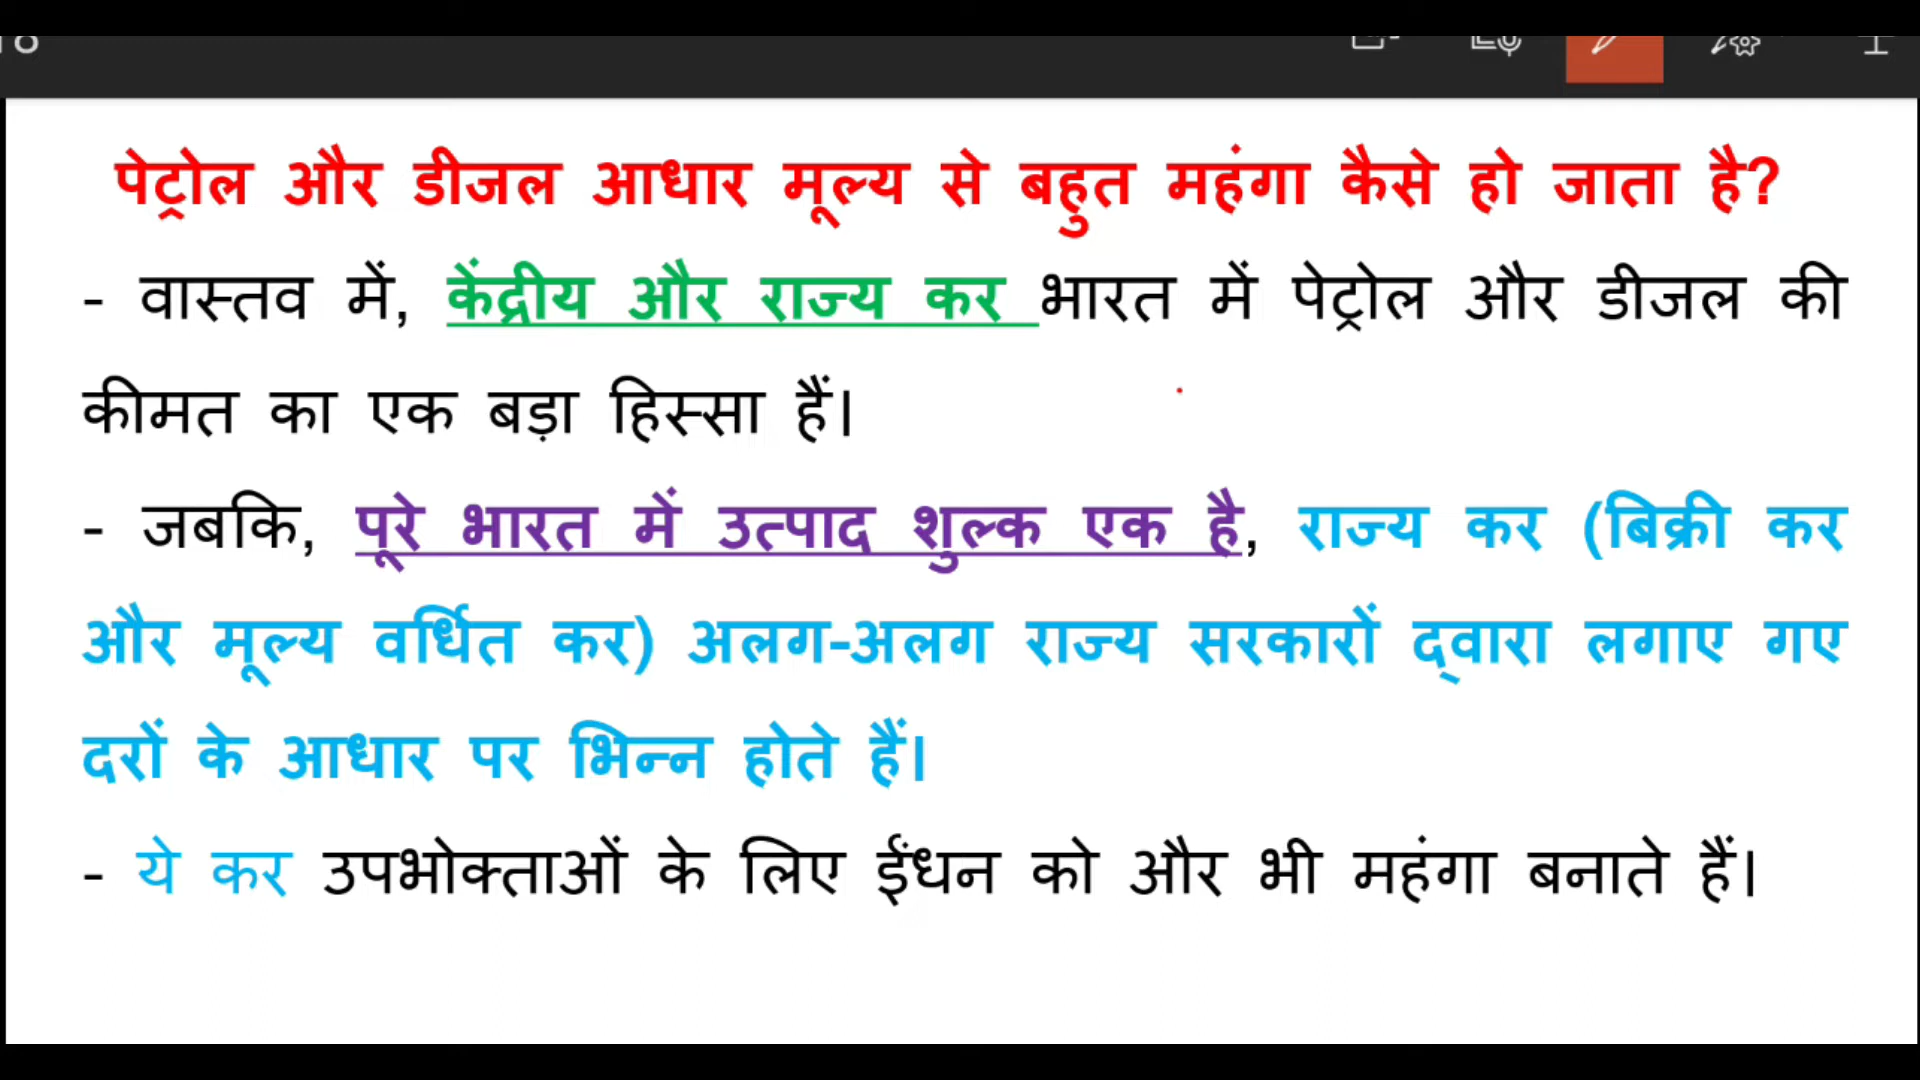 पेट्रोल और डीजल आधार मूल्य से बहुत महंगा कैसे हो जाता है?
- वास्तव में, केंद्रीय और राज्य कर भारत में पेट्रोल और डीजल की
कीमत का एक बड़ा हिस्सा हैं।
- जबकि, पूरे भारत में उत्पाद शुल्क एक है, राज्य कर (बिक्री कर
और मूल्य वर्धित कर) अलग-अलग राज्य सरकारों द्वारा लगाए गए
दरों के आधार पर भिन्न होते हैं।
- ये कर उपभोक्ताओं के लिए ईंधन को और भी महंगा बनाते हैं।